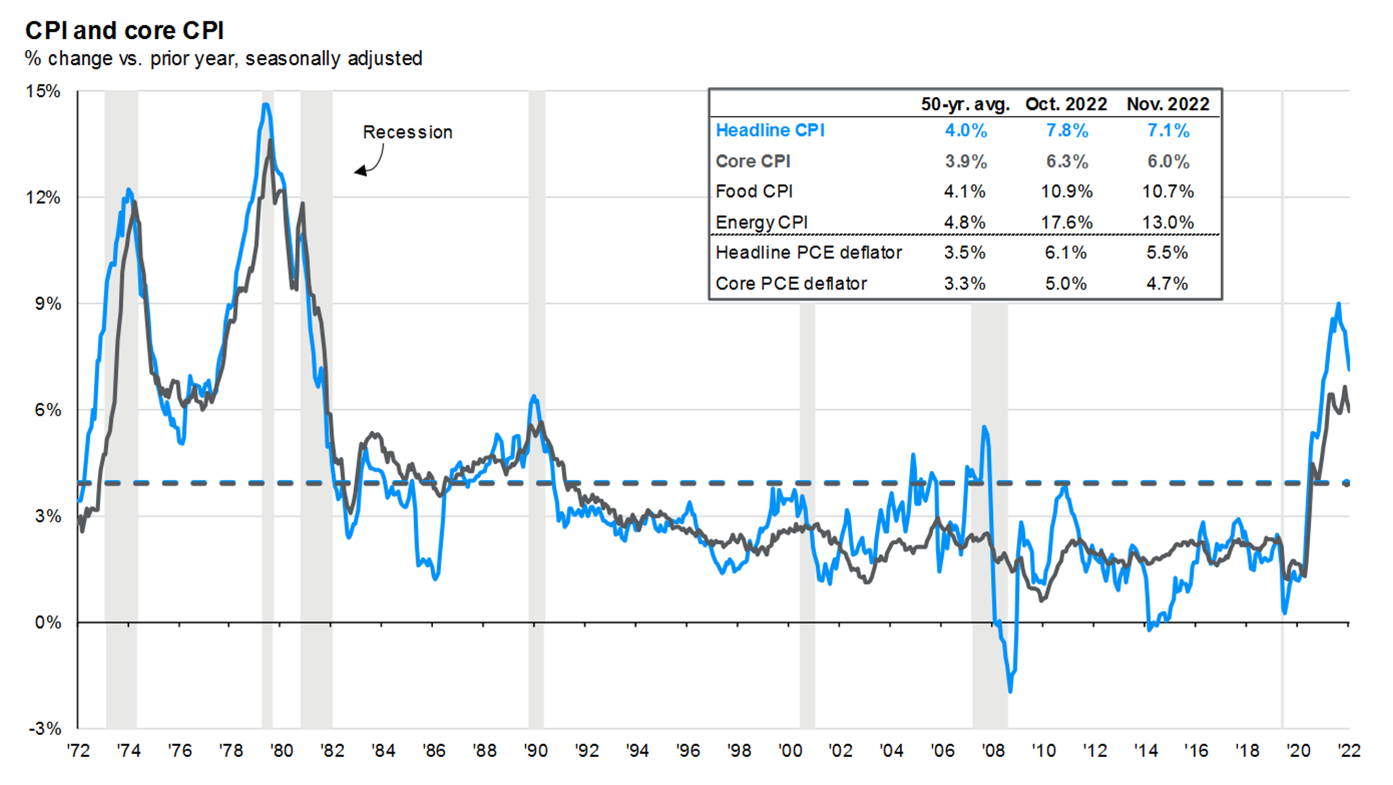 CPI and core CPI
% change vs. prior year, seasonally adjusted
15%
12%
9%
6%
3%
0%
-3%
Recession
50-yr. avg. Oct. 2022 Nov. 2022
Headline CPI 4.0% 7.8% 7.1%
Core CPI 3.9% 6.3% 6.0%
Food CPI 4.1% 10.9% 10.7%
Energy CPI 4.8% 17.6% 13.0%
Headline PCE deflator 3.5% 6.1% 5.5%
Core PCE deflator 3.3% 5.0% 4.7%
'72 '74 '76 '78 '80 '82 '84 '86 '88 '90 '92 '94 '96 '98 '00 '02 '04 '06 '08 '10 '12 '14 '16 '18 '20 '22